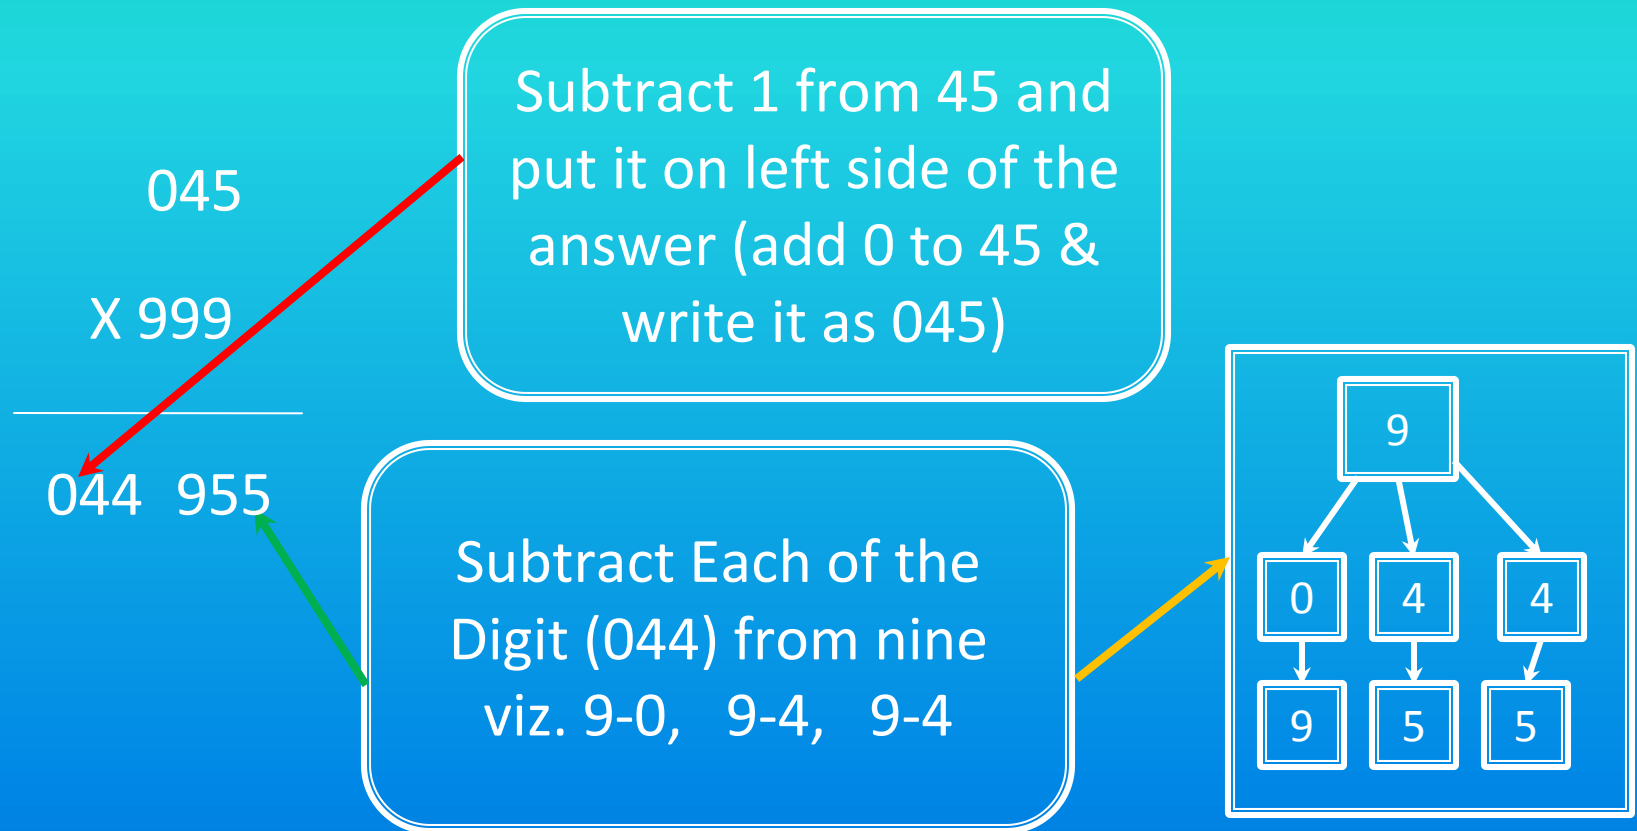 045
X 999
044 955
Subtract 1 from 45 and
put it on left side of the
answer (add 0 to 45 &
write it as 045)
Subtract Each of the
Digit (044) from nine
viz. 9-0, 9-4, 9-4
9
0 4 4
9 5 5